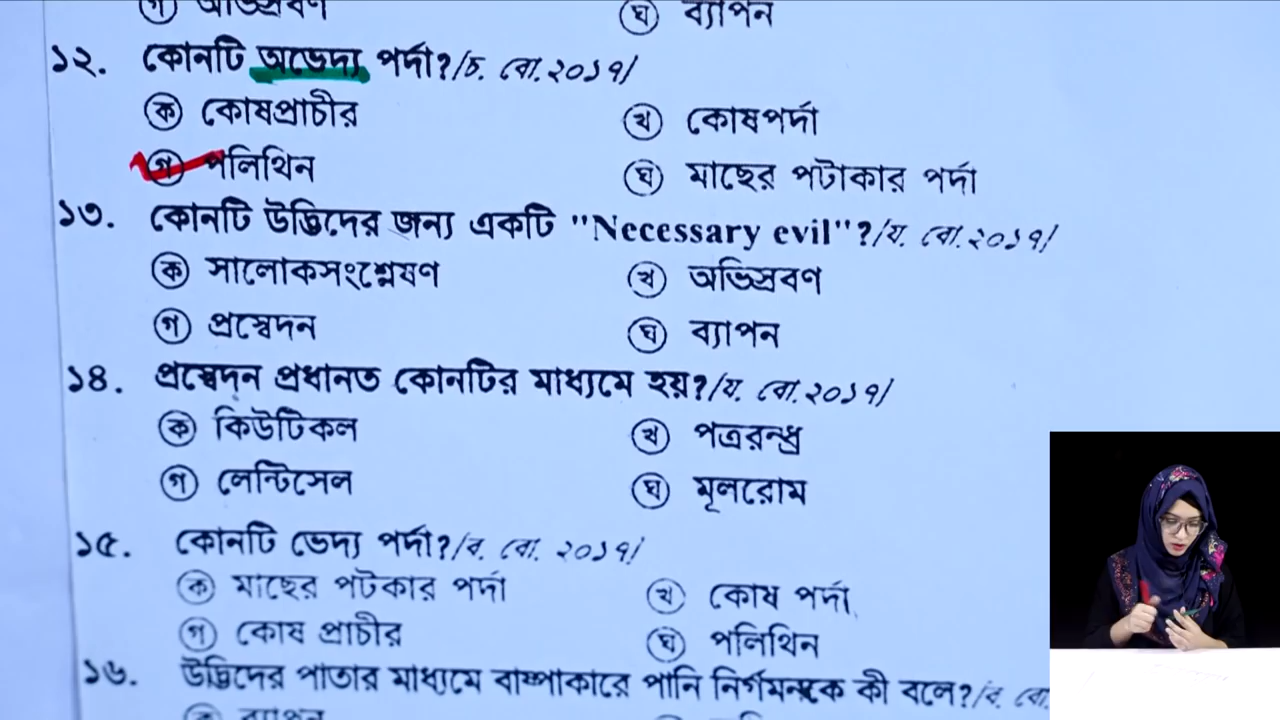 গ অভিস্রবণ ঘ ব্যাপন
১২. কোনটি অভেদ্য পর্দা?/চ. বো.২০১৭/
ক কোষপ্রাচীর খ কোষপর্দা
গ পলিথিন ঘ মাছের পটাকার পর্দা
১৩. কোনটি উদ্ভিদের জন্য একটি "Necessary evil"?/য. বো.২০১৭/
ক সালোকসংশ্লেষণ খ অভিস্রবণ
গ প্রস্বেদন ঘ ব্যাপন
১৪. প্রস্বেদন প্রধানত কোনটির মাধ্যমে হয়?/য. বো.২০১৭/
ক কিউটিকল খ পত্ররন্ধ্র
গ লেন্টিসেল ঘ মূলরোম
১৫. কোনটি ভেদ্য পর্দা?/ব. বো. ২০১৭/
ক মাছের পটকার পর্দা খ কোষ পর্দা
গ কোষ প্রাচীর ঘ পলিথিন
১৬. উদ্ভিদের পাতার মাধ্যমে বাষ্পাকারে পানি নির্গমনকে কী বলে?/ব. বো.